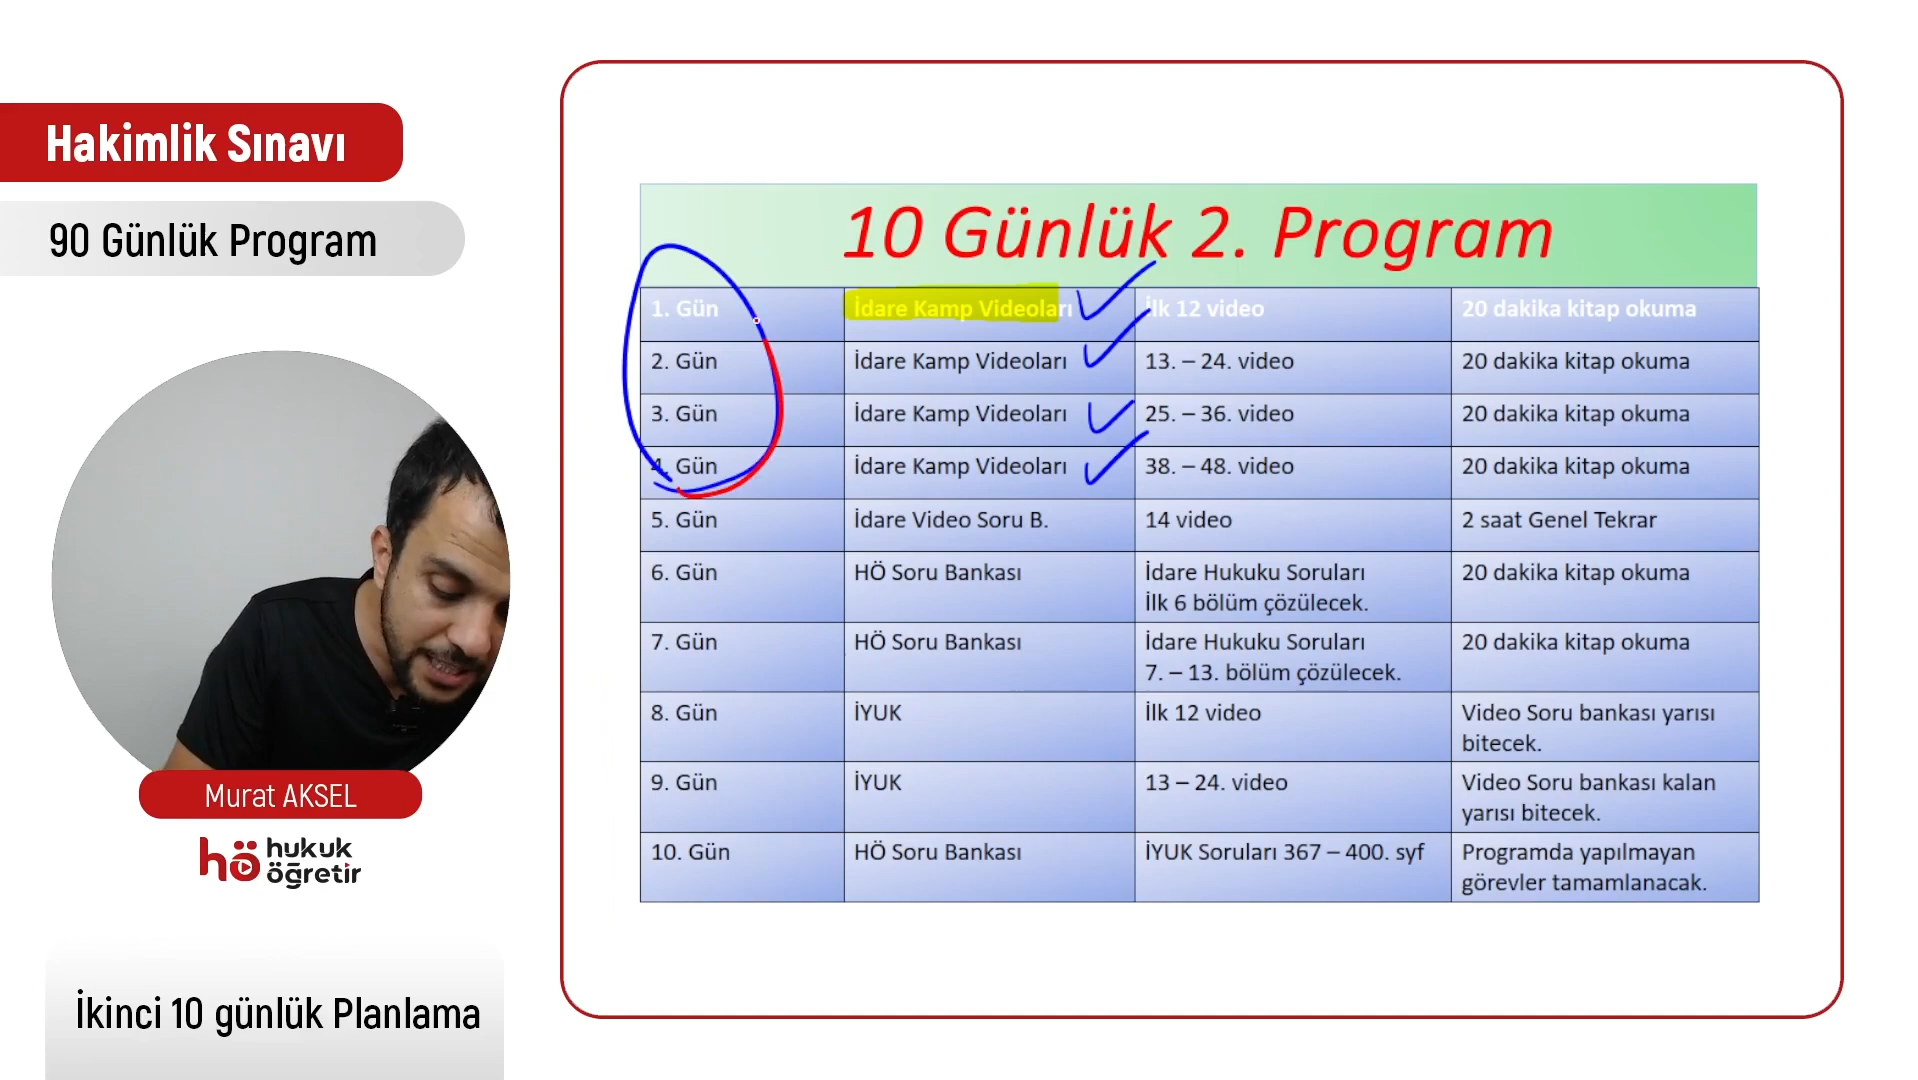 Hakimlik Sınavı
90 Günlük Program
Murat AKSEL
hö hukuk
öğretir
İkinci 10 günlük Planlama
10 Günlük 2. Program
1. Gün İdare Kamp Videoları İlk 12 video 20 dakika kitap okuma
2. Gün İdare Kamp Videoları 13. – 24. video 20 dakika kitap okuma
3. Gün İdare Kamp Videoları 25. – 36. video 20 dakika kitap okuma
4. Gün İdare Kamp Videoları 38. – 48. video 20 dakika kitap okuma
5. Gün İdare Video Soru B. 14 video 2 saat Genel Tekrar
6. Gün HÖ Soru Bankası İdare Hukuku Soruları 20 dakika kitap okuma
İlk 6 bölüm çözülecek.
7. Gün HÖ Soru Bankası İdare Hukuku Soruları 20 dakika kitap okuma
7. – 13. bölüm çözülecek.
8. Gün İYUK İlk 12 video Video Soru bankası yarısı
bitecek.
9. Gün İYUK 13 – 24. video Video Soru bankası kalan
yarısı bitecek.
10. Gün HÖ Soru Bankası İYUK Soruları 367 – 400. syf Programda yapılmayan
görevler tamamlanacak.